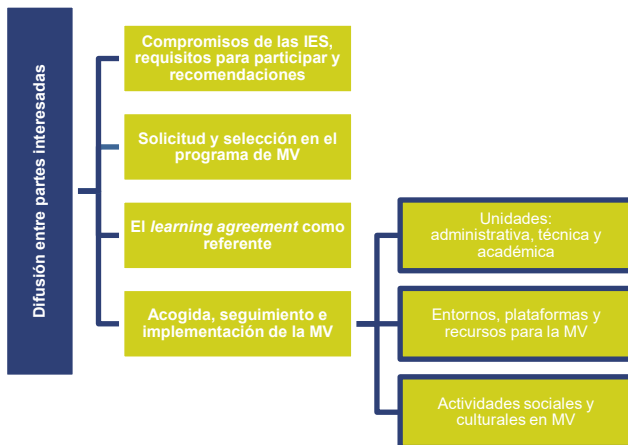 Difusión entre partes interesadas
Compromisos de las IES,
requisitos para participar y
recomendaciones
Solicitud y selección en el
programa de MV
El learning agreement como
referente
Acogida, seguimiento e
implementación de la MV
Unidades:
administrativa, técnica y
académica
Entornos, plataformas y
recursos para la MV
Actividades sociales y
culturales en MV